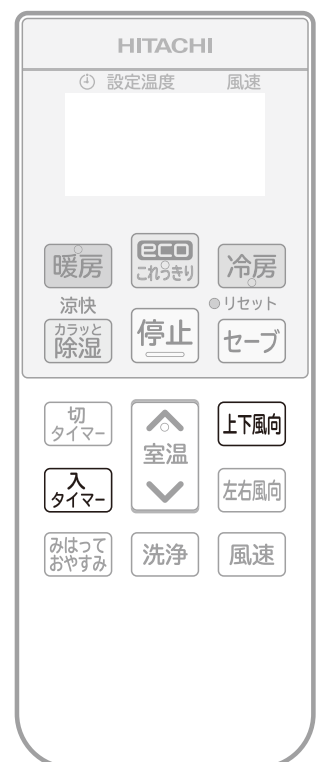 HITACHI
設定温度 風速
暖房
eco
これっきり
冷房
涼快
カラッと
除湿
停止
リセット
セーブ
切
タイマー
室温
上下風向
入
タイマー
左右風向
みはって
おやすみ
洗浄
風速